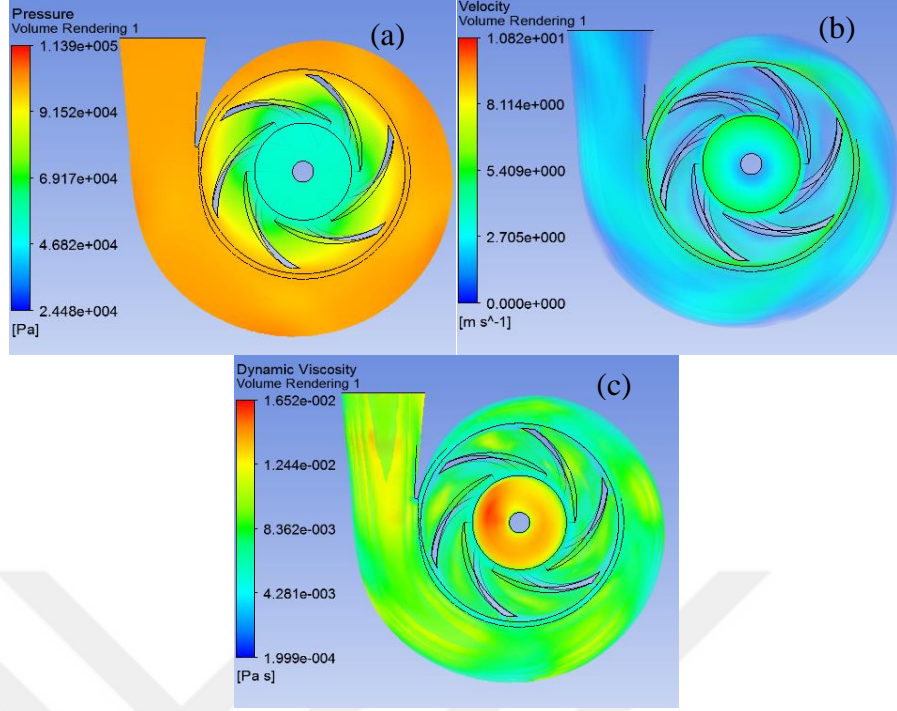 Pressure
Volume Rendering 1
(a)
1.139e+005
9.152e+004
6.917e+004
4.682e+004
2.448e+004
[Pa]
Velocity
Volume Rendering 1
(b)
1.082e+001
8.114e+000
5.409e+000
2.705e+000
0.000e+000
[m s^-1]
Dynamic Viscosity
Volume Rendering 1
(c)
1.652e-002
1.244e-002
8.362e-003
4.281e-003
1.999e-004
[Pa s]